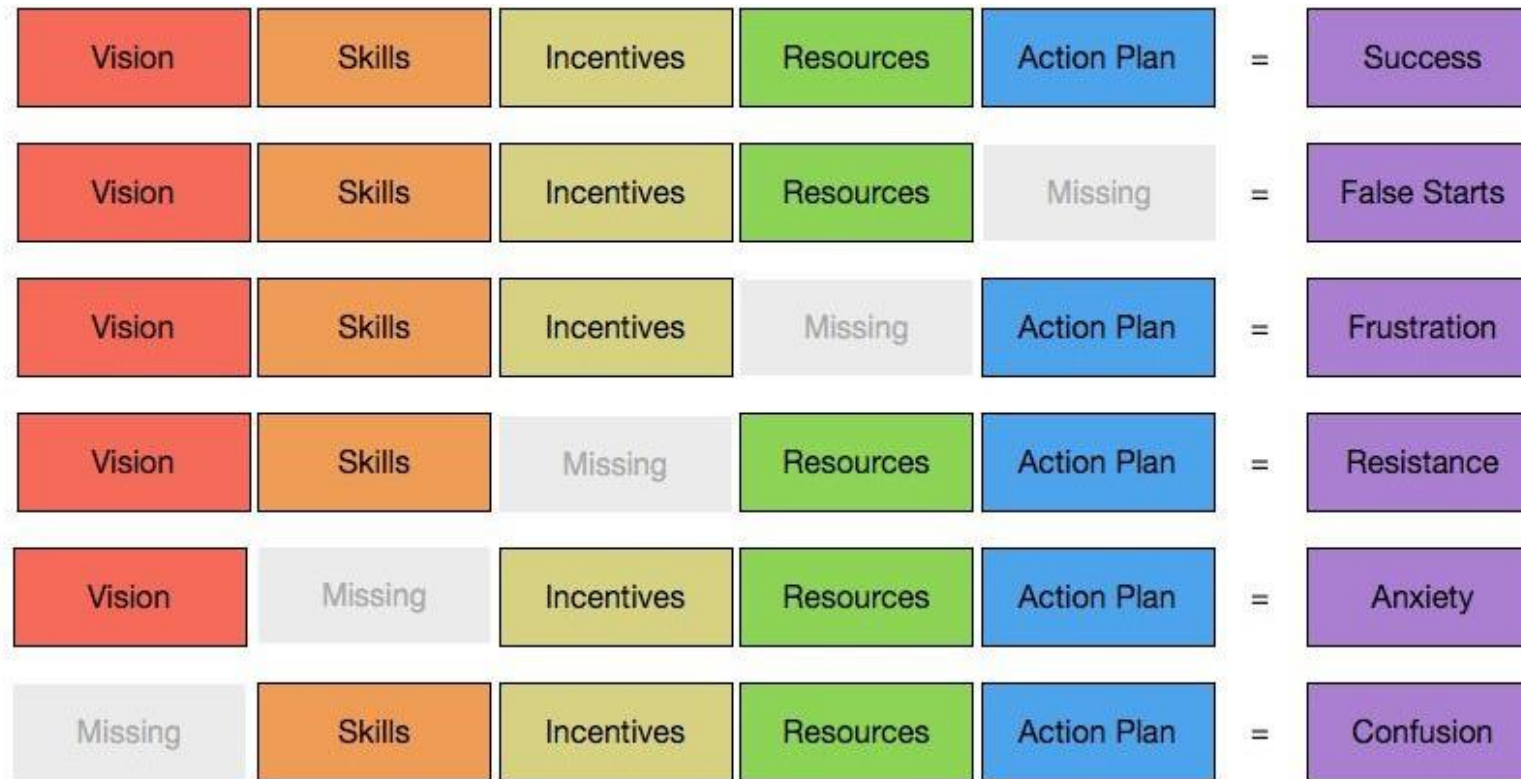 Vision Skills Incentives Resources Action Plan = Success
Vision Skills Incentives Resources Missing = False Starts
Vision Skills Incentives Missing Action Plan = Frustration
Vision Skills Missing Resources Action Plan = Resistance
Vision Missing Incentives Resources Action Plan = Anxiety
Missing Skills Incentives Resources Action Plan = Confusion